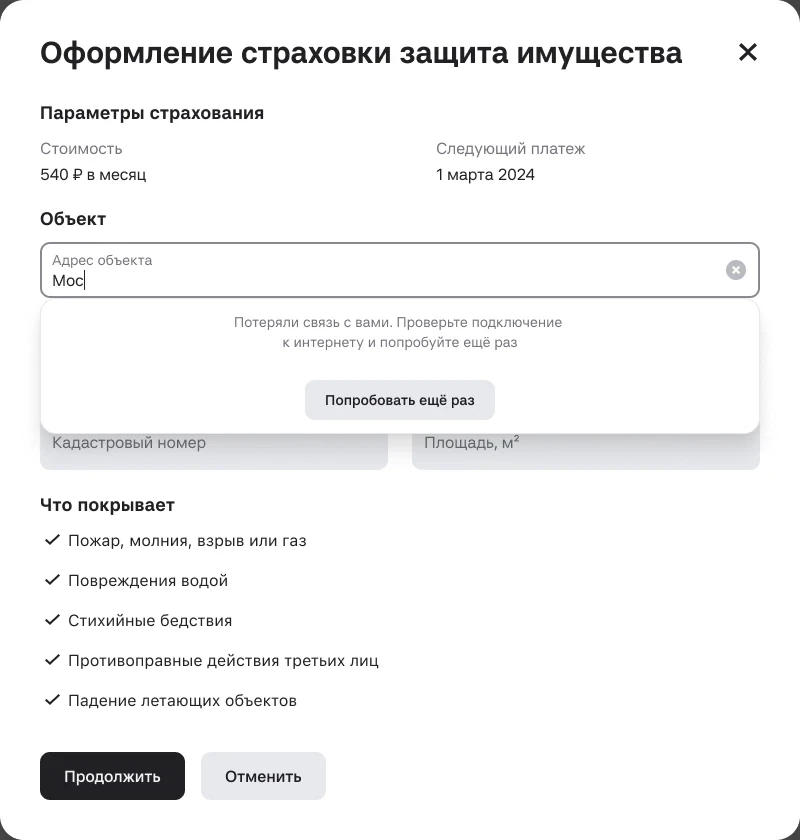 Оформление страховки защита имущества
Параметры страхования
Стоимость
540 ₽ в месяц
Следующий платеж
1 марта 2024
Объект
Адрес объекта
Мос
Потеряли связь с вами. Проверьте подключение
к интернету и попробуйте ещё раз
Попробовать ещё раз
Кадастровый номер
Площадь, м²
Что покрывает
Пожар, молния, взрыв или газ
Повреждения водой
Стихийные бедствия
Противоправные действия третьих лиц
Падение летающих объектов
Продолжить
Отменить